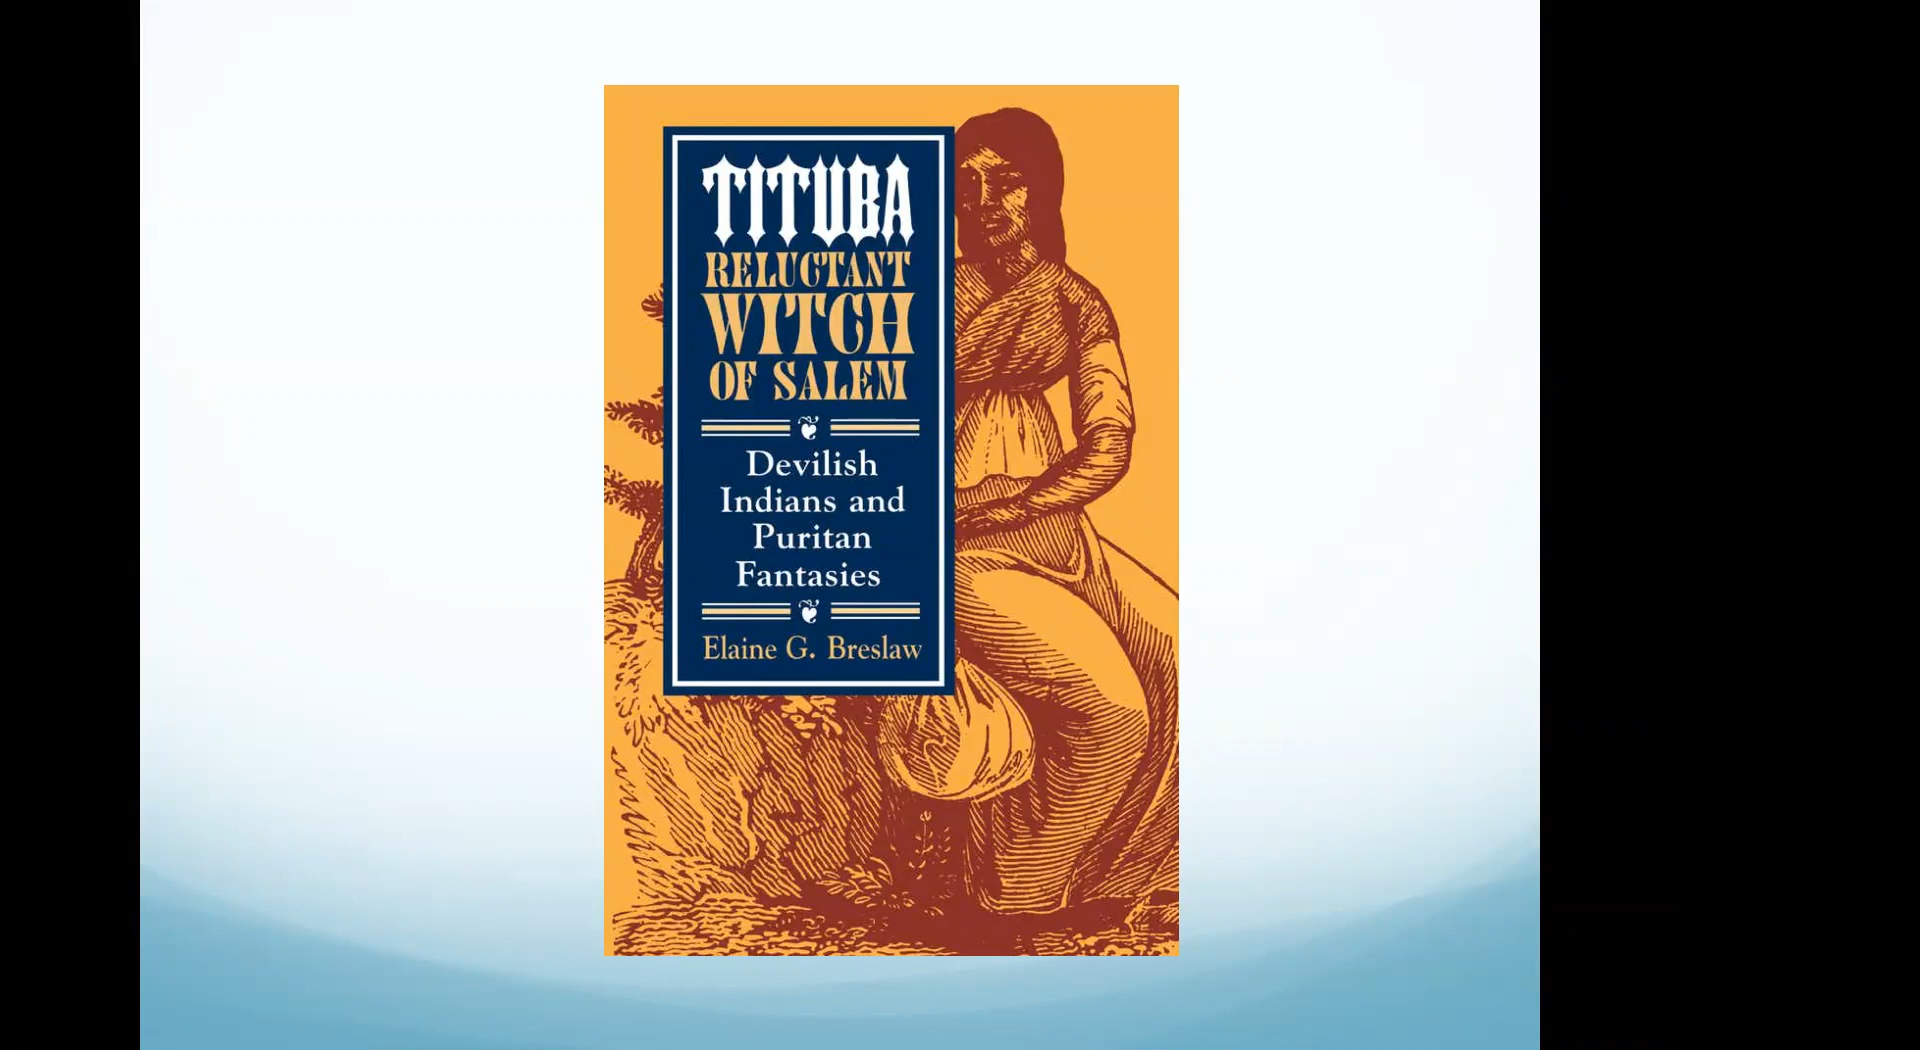 TITUBA
RELUCTANT
WITCH
OF SALEM
Devilish
Indians and
Puritan
Fantasies
Elaine G. Breslaw